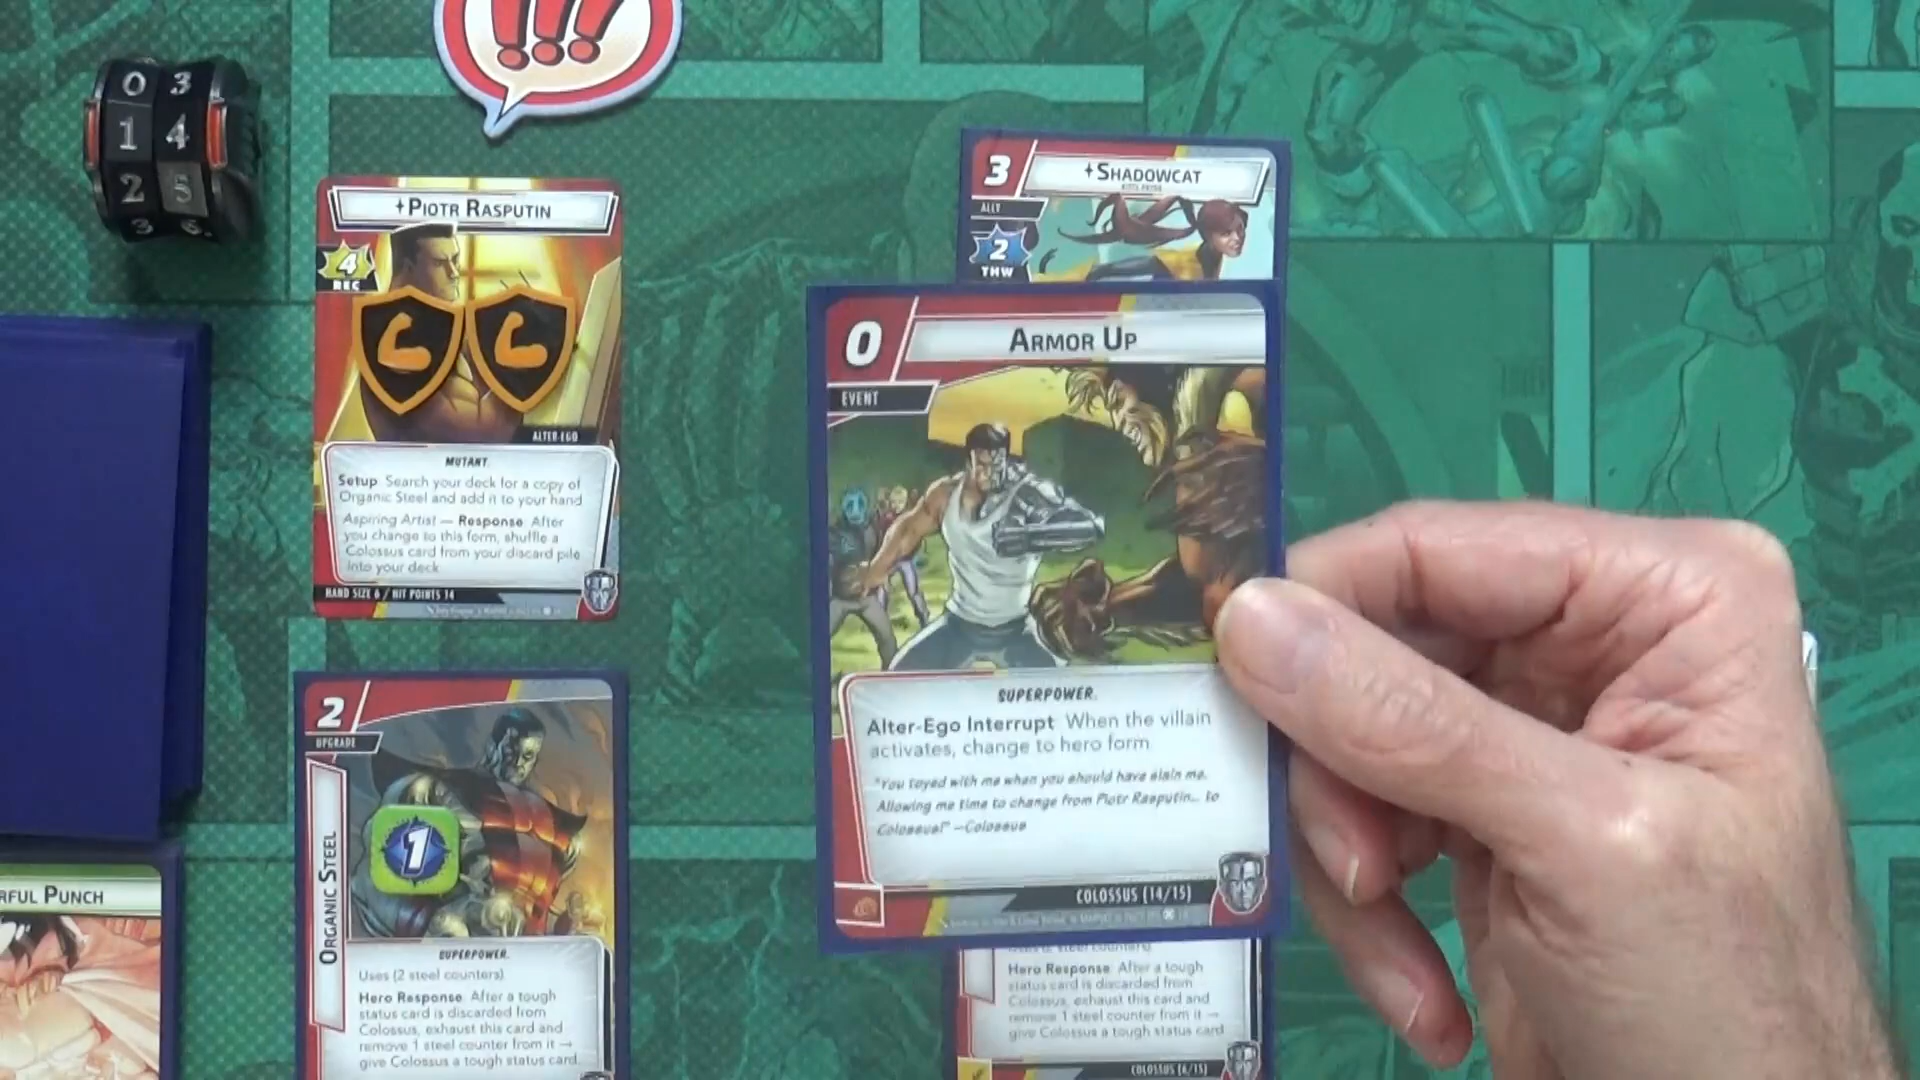 !!!
0 3
1 4
2 5
3 6
PIOTR RASPUTIN
4
REC
ALTER-EGO
MUTANT.
Setup Search your deck for a copy of
Organic Steel and add it to your hand
Aspiring Artist — Response After
you change to this form, shuffle a
Colossus card from your discard pile
into your deck
HAND SIZE 6 / HIT POINTS 14
3
SHADOWCAT
KITTY PRYDE
ALLY
2
THW
0
ARMOR UP
EVENT
SUPERPOWER.
Alter-Ego Interrupt When the villain
activates, change to hero form
"You toyed with me when you should have slain me.
Allowing me time to change from Piotr Rasputin... to
Colossus!" —Colossus
COLOSSUS (14/15)
2
UPGRADE
ORGANIC STEEL
1
SUPERPOWER.
Uses (2 steel counters)
Hero Response After a tough
status card is discarded from
Colossus, exhaust this card and
remove 1 steel counter from it →
give Colossus a tough status card
RFUL PUNCH
Uses (2 steel counters)
Hero Response After a tough
status card is discarded from
Colossus, exhaust this card and
remove 1 steel counter from it →
give Colossus a tough status card
COLOSSUS (6/15)